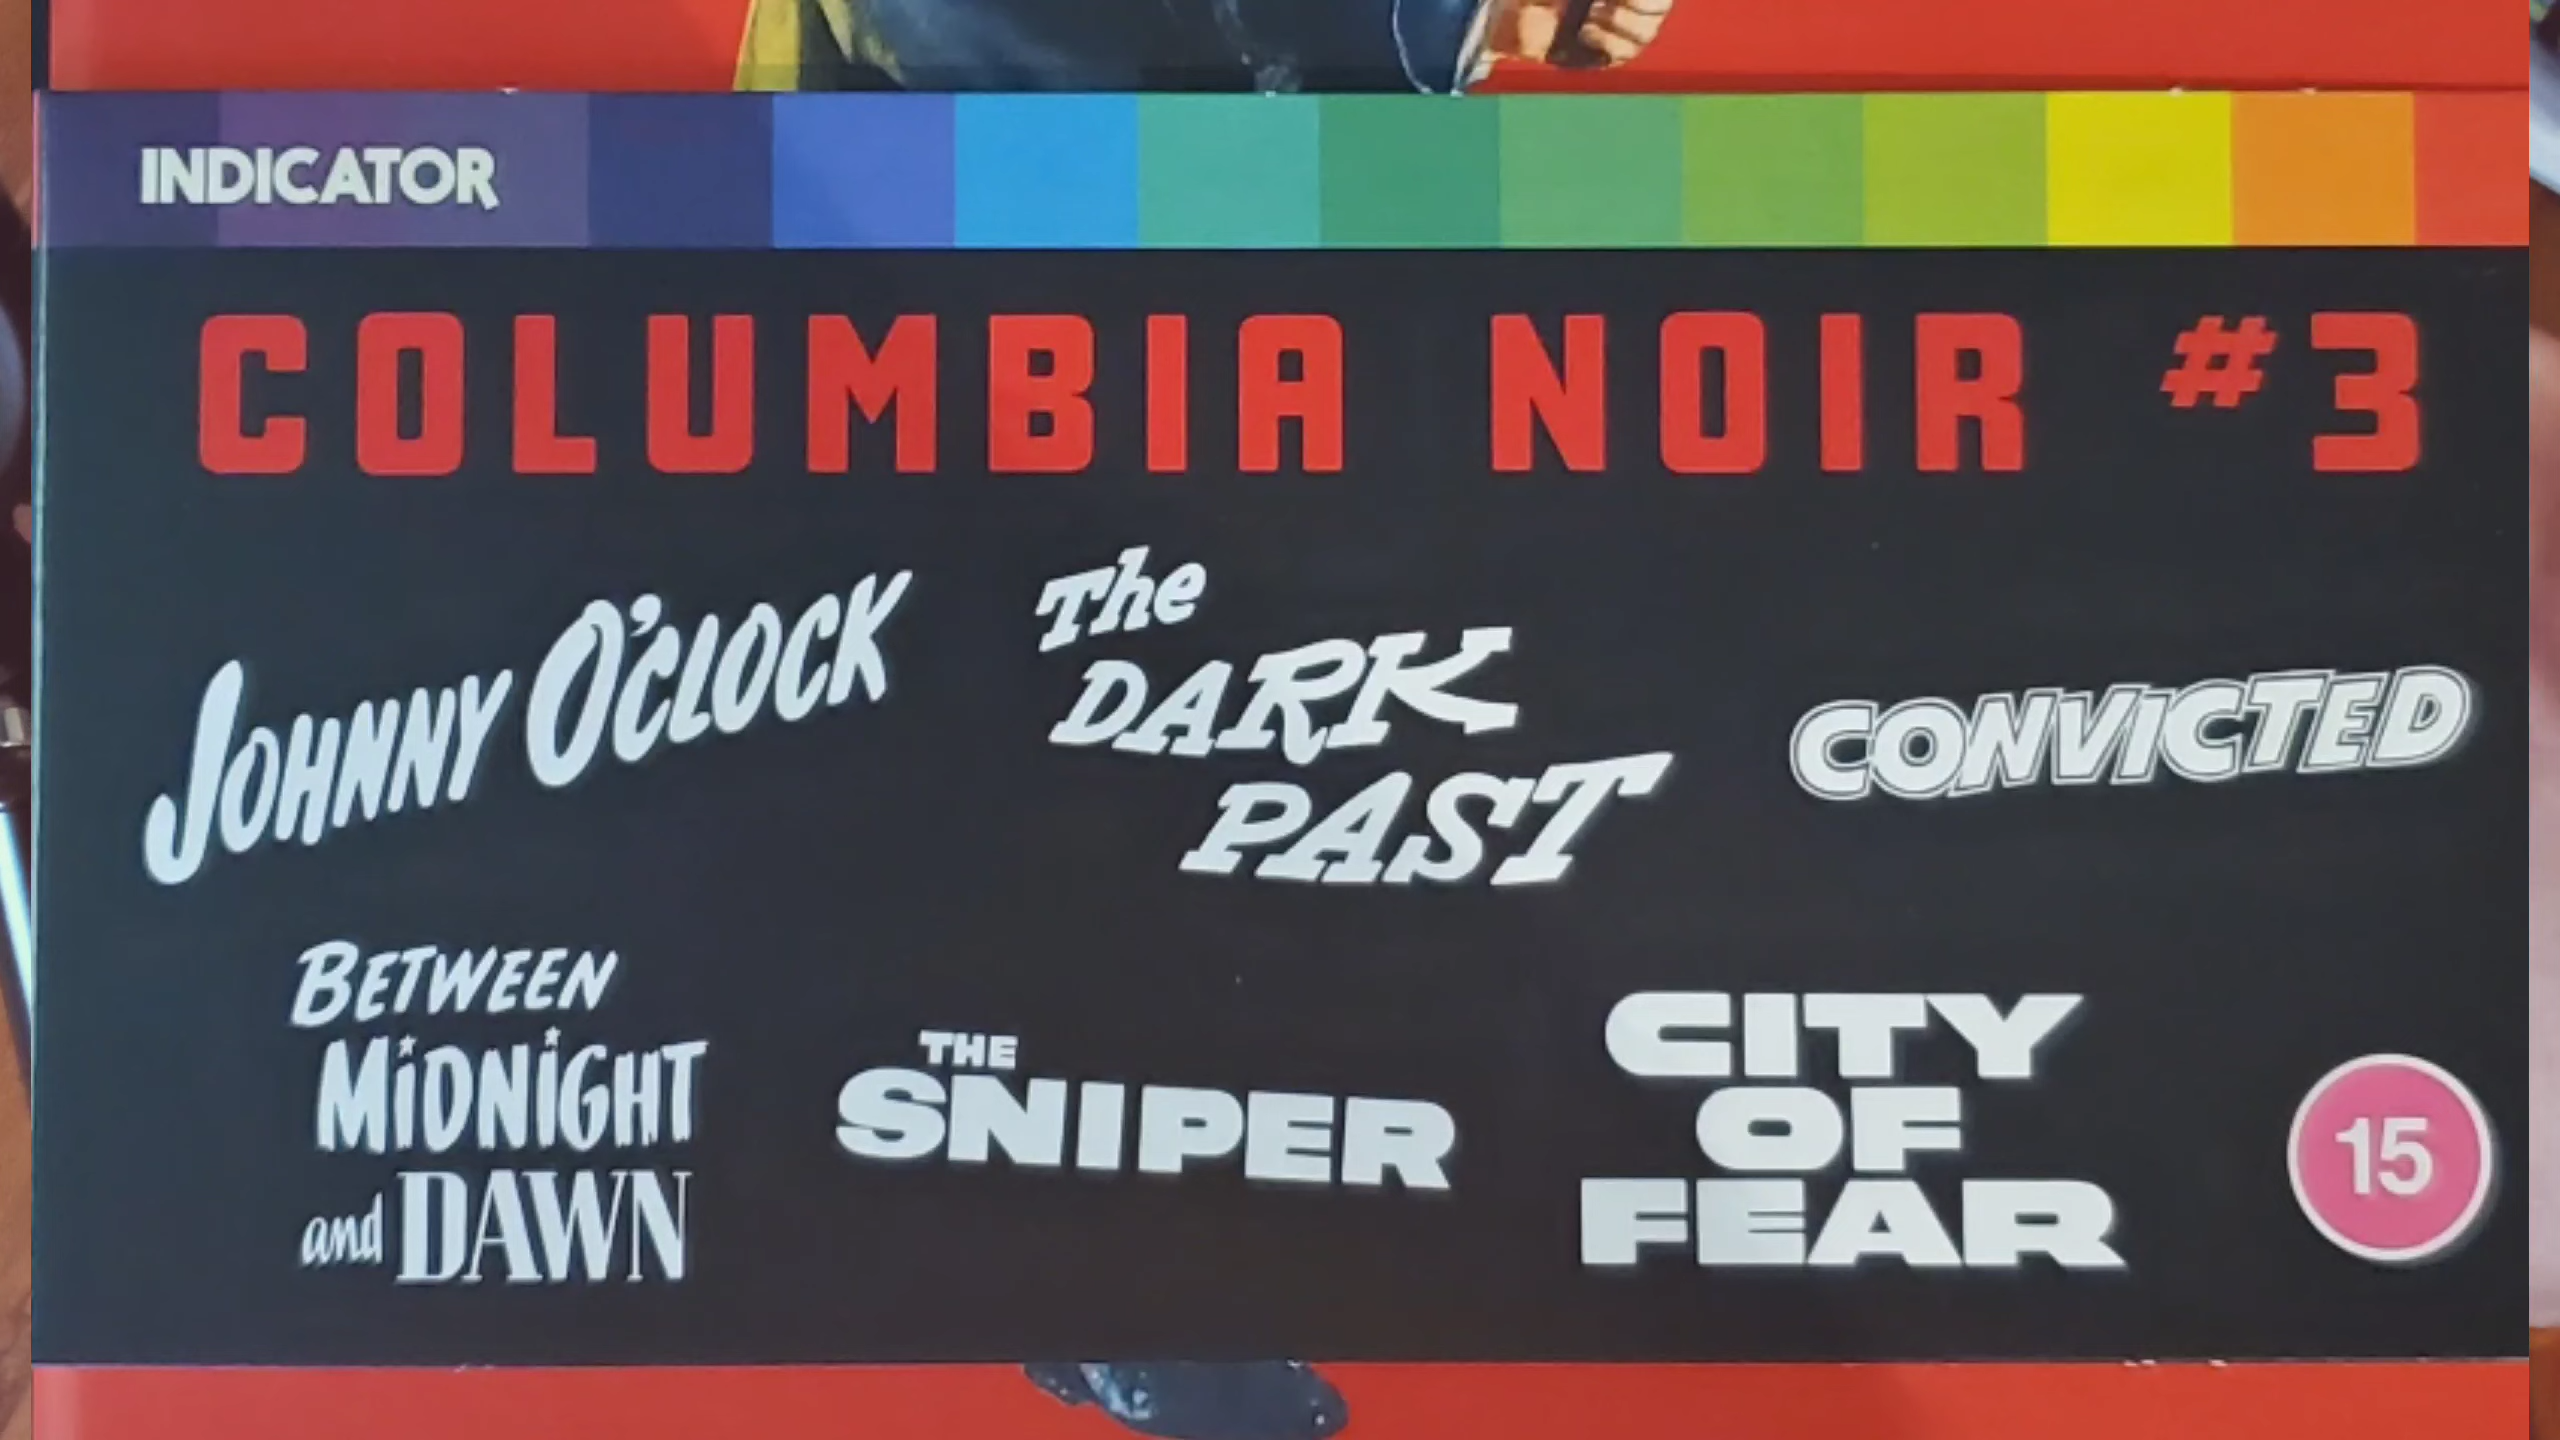 INDICATOR
COLUMBIA NOIR #3
JOHNNY O'CLOCK
The
DARK
PAST
CONVICTED
BETWEEN
MiDNiGHT
and DAWN
THE
SNIPER
CITY
OF
FEAR
15